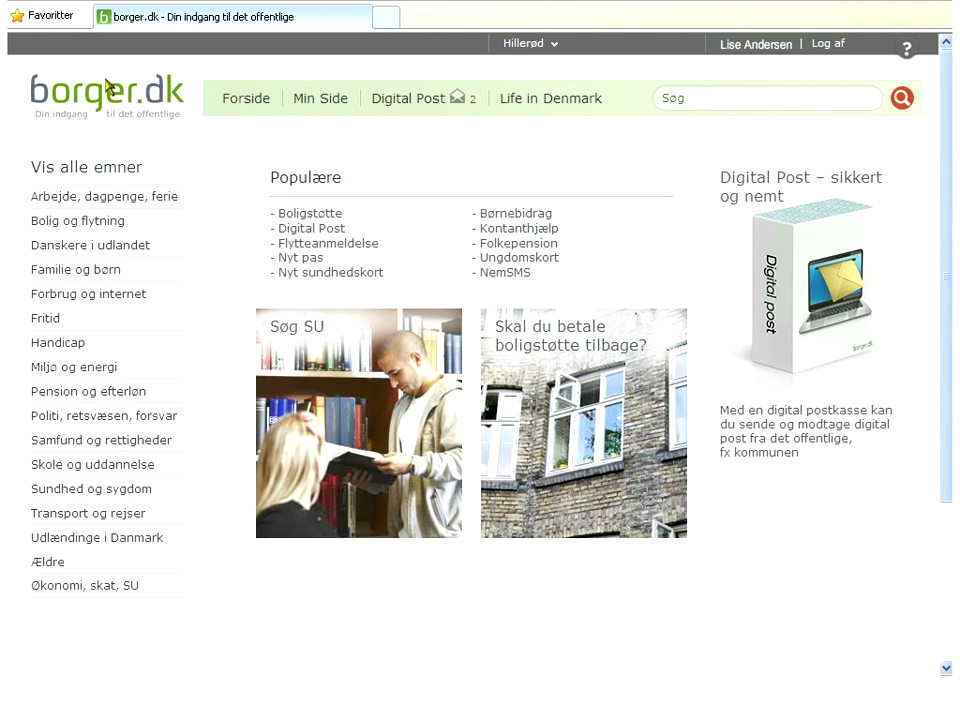 Favoritter
borger.dk - Din indgang til det offentlige
Hillerød
Lise Andersen | Log af
?
borger.dk
Din indgang til det offentlige
Forside
Min Side
Digital Post 2
Life in Denmark
Søg
Vis alle emner
Arbejde, dagpenge, ferie
Bolig og flytning
Danskere i udlandet
Familie og børn
Forbrug og internet
Fritid
Handicap
Miljø og energi
Pension og efterløn
Politi, retsvæsen, forsvar
Samfund og rettigheder
Skole og uddannelse
Sundhed og sygdom
Transport og rejser
Udlændinge i Danmark
Ældre
Økonomi, skat, SU
Populære
- Boligstøtte
- Digital Post
- Flytteanmeldelse
- Nyt pas
- Nyt sundhedskort
- Børnebidrag
- Kontanthjælp
- Folkepension
- Ungdomskort
- NemSMS
Søg SU
Skal du betale
boligstøtte tilbage?
Digital Post – sikkert
og nemt
Digital post
borger.dk
Med en digital postkasse kan
du sende og modtage digital
post fra det offentlige,
fx kommunen